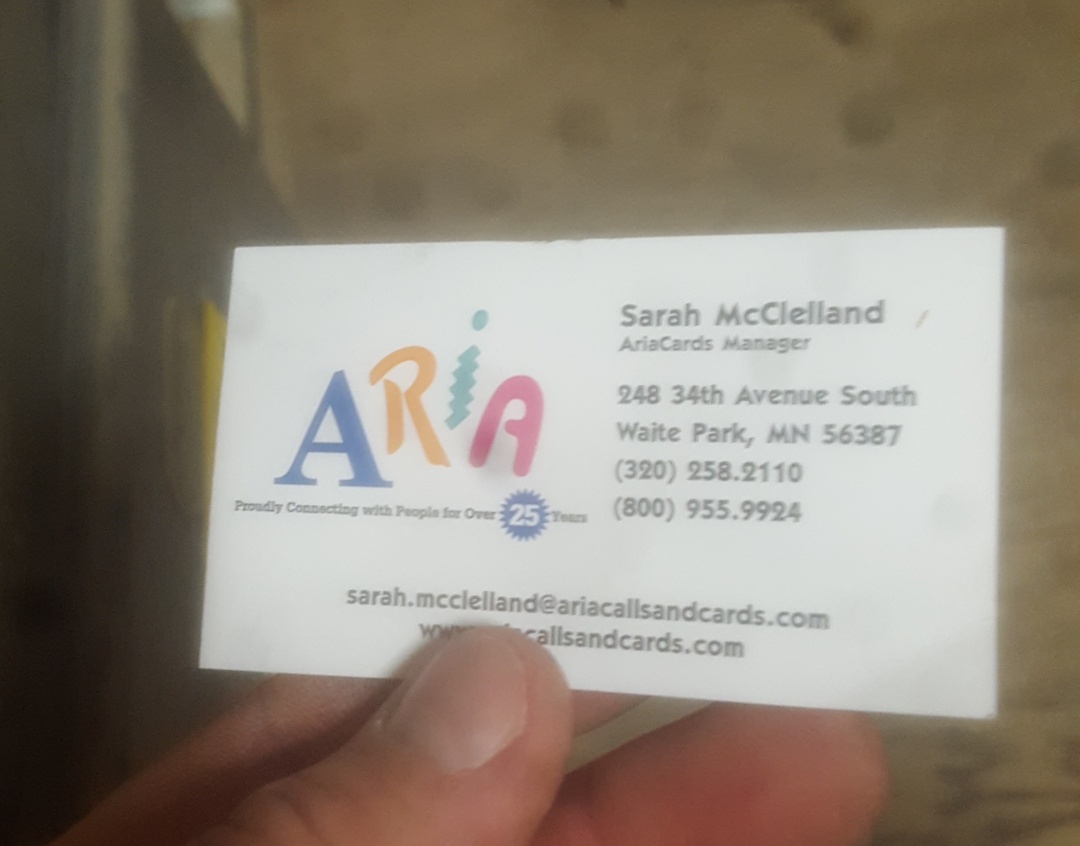 ARiA
Proudly Connecting with People for Over 25 Years
Sarah McClelland
AriaCards Manager
248 34th Avenue South
Waite Park, MN 56387
(320) 258.2110
(800) 955.9924
sarah.mcclelland@ariacallsandcards.com
callsandcards.com